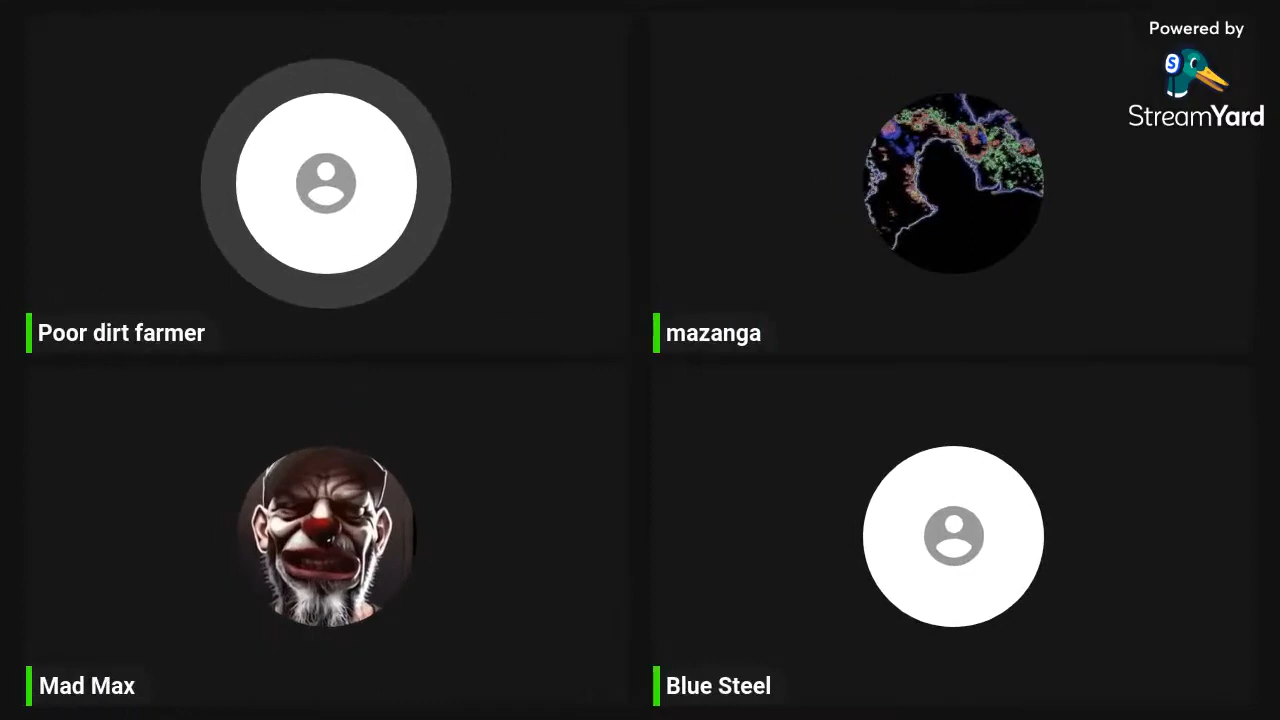 Powered by
StreamYard
Poor dirt farmer
mazanga
Mad Max
Blue Steel